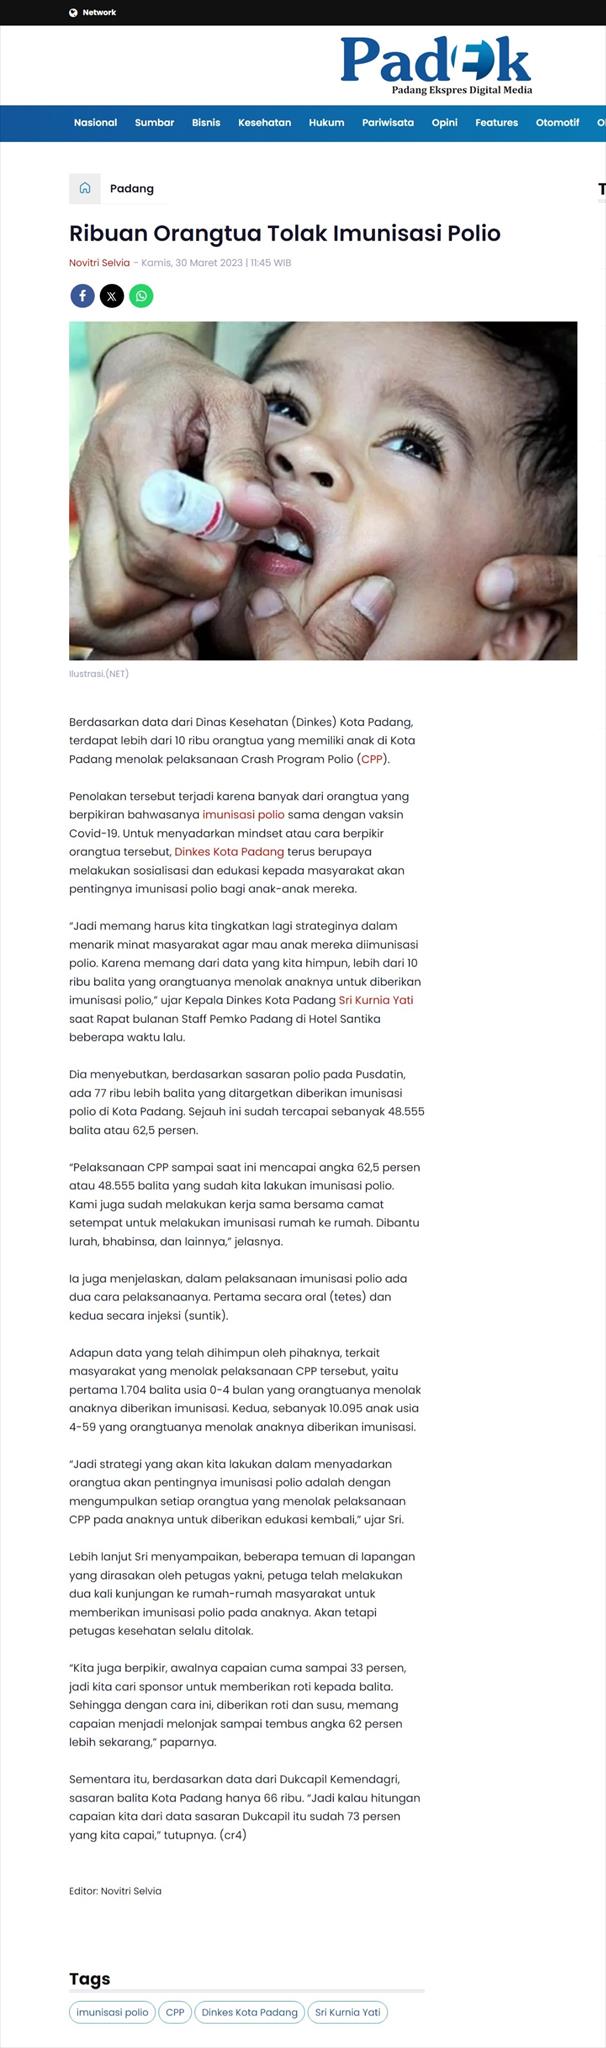 Network
PadEk
Padang Ekspres Digital Media
Nasional Sumbar Bisnis Kesehatan Hukum Pariwisata Opini Features Otomotif
Padang
Ribuan Orangtua Tolak Imunisasi Polio
Novitri Selvia - Kamis, 30 Maret 2023 | 11:45 WIB
Ilustrasi.(NET)
Berdasarkan data dari Dinas Kesehatan (Dinkes) Kota Padang,
terdapat lebih dari 10 ribu orangtua yang memiliki anak di Kota
Padang menolak pelaksanaan Crash Program Polio (CPP).
Penolakan tersebut terjadi karena banyak dari orangtua yang
berpikiran bahwasanya imunisasi polio sama dengan vaksin
Covid-19. Untuk menyadarkan mindset atau cara berpikir
orangtua tersebut, Dinkes Kota Padang terus berupaya
melakukan sosialisasi dan edukasi kepada masyarakat akan
pentingnya imunisasi polio bagi anak-anak mereka.
“Jadi memang harus kita tingkatkan lagi strateginya dalam
menarik minat masyarakat agar mau anak mereka diimunisasi
polio. Karena memang dari data yang kita himpun, lebih dari 10
ribu balita yang orangtuanya menolak anaknya untuk diberikan
imunisasi polio,” ujar Kepala Dinkes Kota Padang Sri Kurnia Yati
saat Rapat bulanan Staff Pemko Padang di Hotel Santika
beberapa waktu lalu.
Dia menyebutkan, berdasarkan sasaran polio pada Pusdatin,
ada 77 ribu lebih balita yang ditargetkan diberikan imunisasi
polio di Kota Padang. Sejauh ini sudah tercapai sebanyak 48.555
balita atau 62,5 persen.
“Pelaksanaan CPP sampai saat ini mencapai angka 62,5 persen
atau 48.555 balita yang sudah kita lakukan imunisasi polio.
Kami juga sudah melakukan kerja sama bersama camat
setempat untuk melakukan imunisasi rumah ke rumah. Dibantu
lurah, bhabinsa, dan lainnya,” jelasnya.
Ia juga menjelaskan, dalam pelaksanaan imunisasi polio ada
dua cara pelaksanaanya. Pertama secara oral (tetes) dan
kedua secara injeksi (suntik).
Adapun data yang telah dihimpun oleh pihaknya, terkait
masyarakat yang menolak pelaksanaan CPP tersebut, yaitu
pertama 1.704 balita usia 0-4 bulan yang orangtuanya menolak
anaknya diberikan imunisasi. Kedua, sebanyak 10.095 anak usia
4-59 yang orangtuanya menolak anaknya diberikan imunisasi.
“Jadi strategi yang akan kita lakukan dalam menyadarkan
orangtua akan pentingnya imunisasi polio adalah dengan
mengumpulkan setiap orangtua yang menolak pelaksanaan
CPP pada anaknya untuk diberikan edukasi kembali,” ujar Sri.
Lebih lanjut Sri menyampaikan, beberapa temuan di lapangan
yang dirasakan oleh petugas yakni, petuga telah melakukan
dua kali kunjungan ke rumah-rumah masyarakat untuk
memberikan imunisasi polio pada anaknya. Akan tetapi
petugas kesehatan selalu ditolak.
“Kita juga berpikir, awalnya capaian cuma sampai 33 persen,
jadi kita cari sponsor untuk memberikan roti kepada balita.
Sehingga dengan cara ini, diberikan roti dan susu, memang
capaian menjadi melonjak sampai tembus angka 62 persen
lebih sekarang,” paparnya.
Sementara itu, berdasarkan data dari Dukcapil Kemendagri,
sasaran balita Kota Padang hanya 66 ribu. “Jadi kalau hitungan
capaian kita dari data sasaran Dukcapil itu sudah 73 persen
yang kita capai,” tutupnya. (cr4)
Editor: Novitri Selvia
Tags
imunisasi polio CPP Dinkes Kota Padang Sri Kurnia Yati